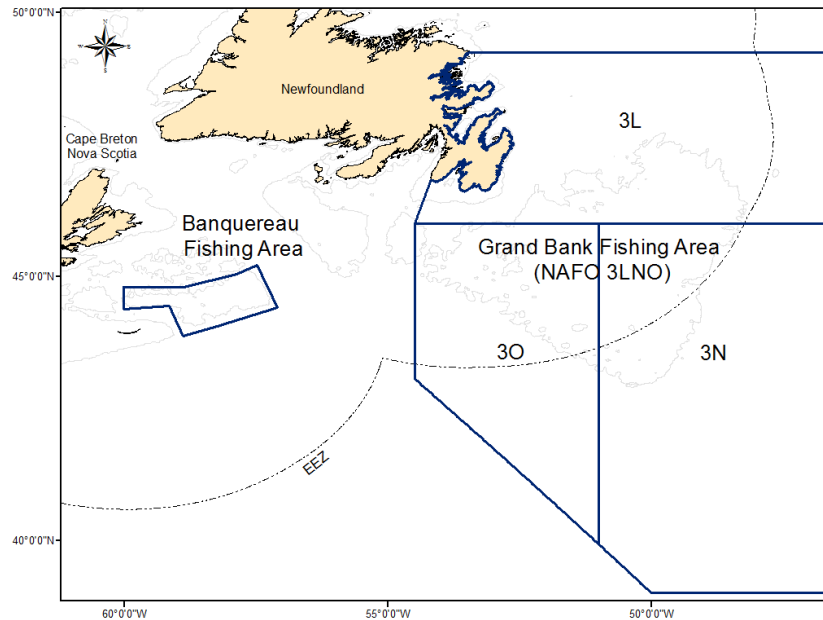 50°0'0"N
N
W
E
S
Newfoundland
3L
Cape Breton
Nova Scotia
Banquereau
Fishing Area
Grand Bank Fishing Area
(NAFO 3LNO)
45°0'0"N
3O
3N
EEZ
40°0'0"N
60°0'0"W
55°0'0"W
50°0'0"W